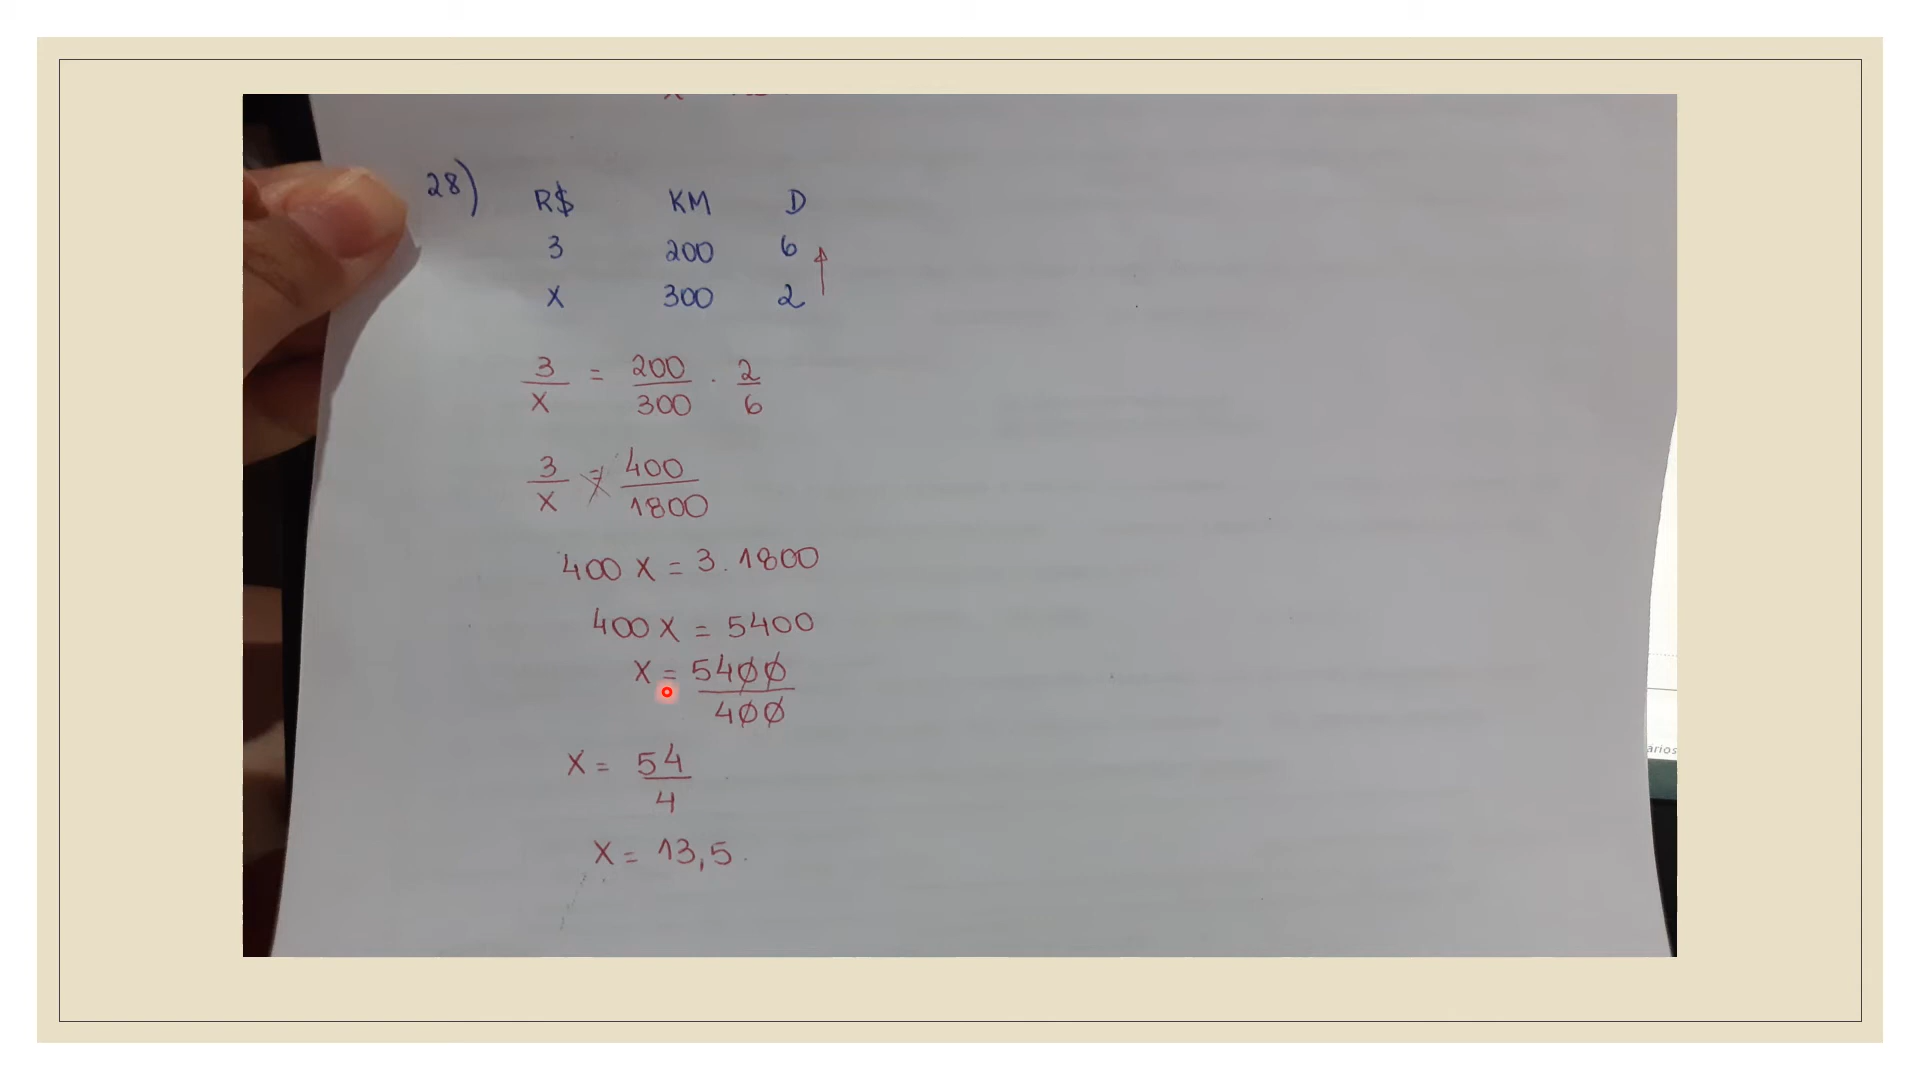 28)
R$ KM D
3 200 6
X 300 2
3/X = 200/300 . 2/6
3/X = 400/1800
400 X = 3.1800
400 X = 5400
X = 5400/400
X = 54/4
X = 13,5.
arios